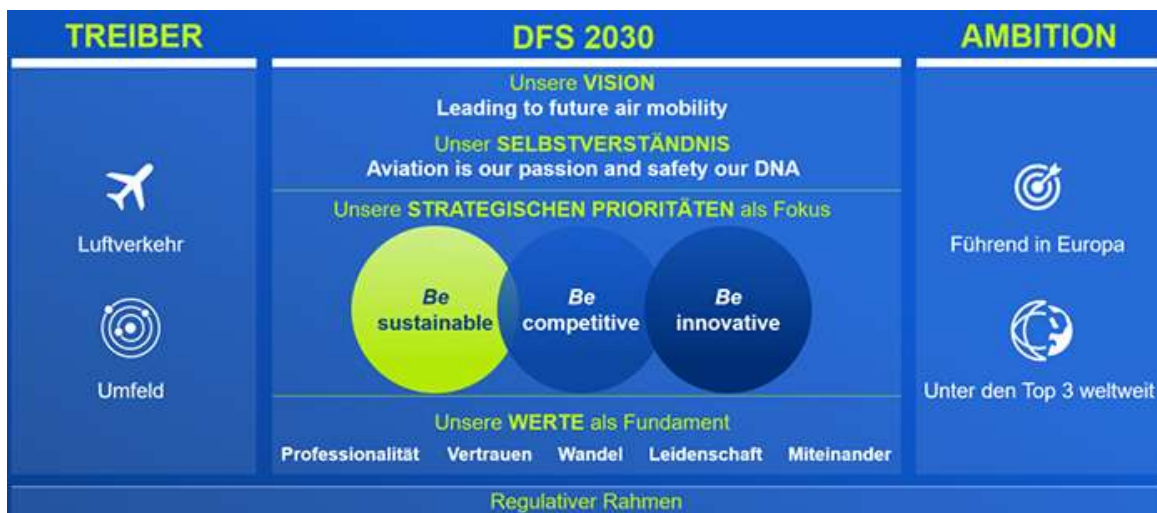 TREIBER
Luftverkehr
Umfeld
DFS 2030
Unsere VISION
Leading to future air mobility
Unser SELBSTVERSTÄNDNIS
Aviation is our passion and safety our DNA
Unsere STRATEGISCHEN PRIORITÄTEN als Fokus
Be
sustainable
Be
competitive
Be
innovative
Unsere WERTE als Fundament
Professionalität Vertrauen Wandel Leidenschaft Miteinander
AMBITION
Führend in Europa
Unter den Top 3 weltweit
Regulativer Rahmen